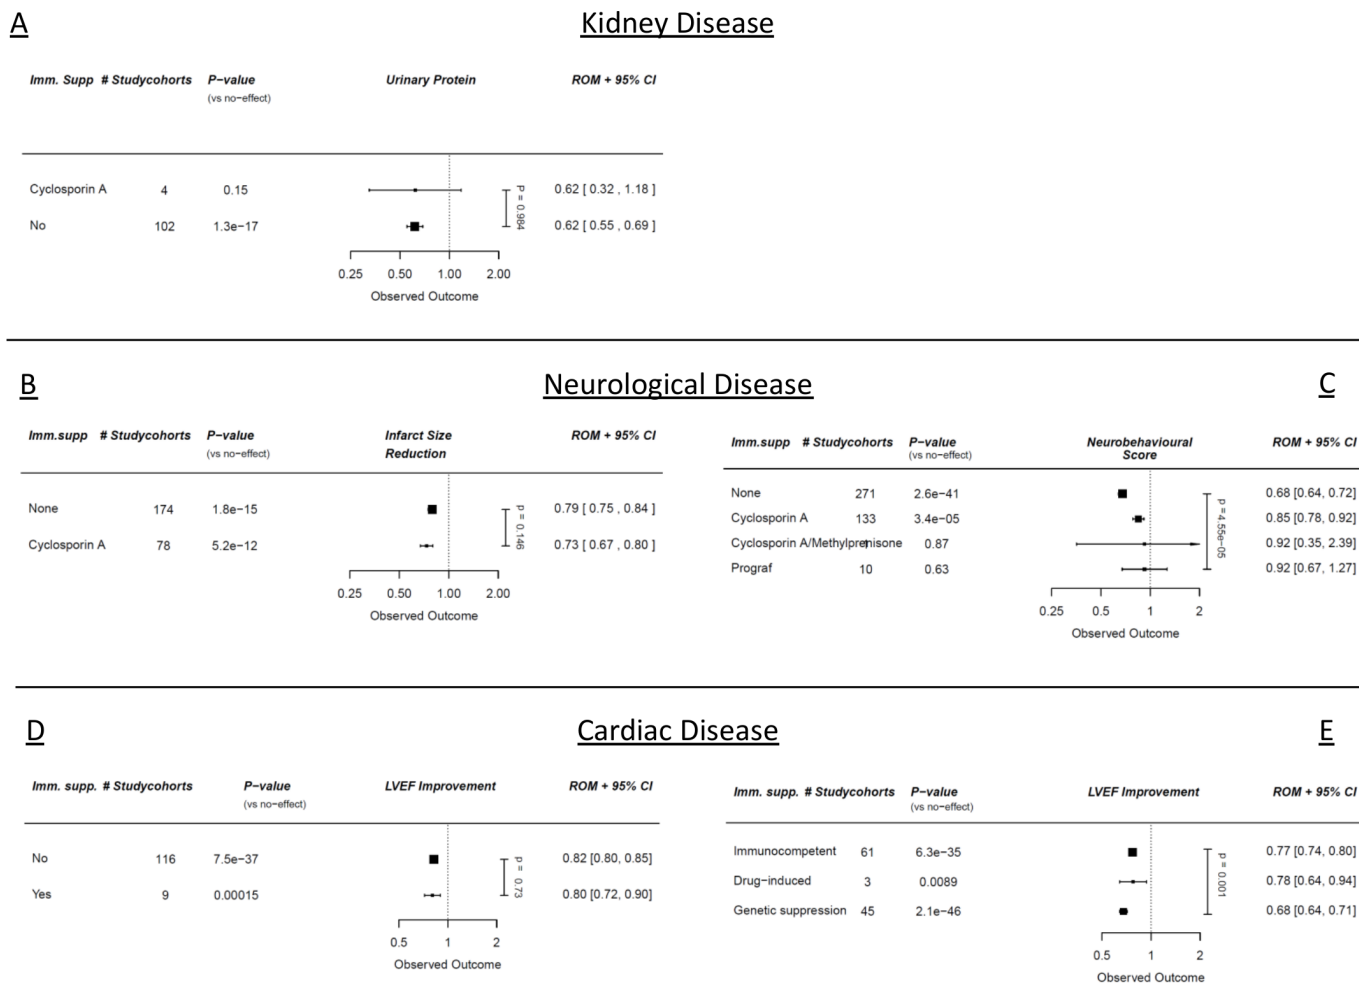 A
Kidney Disease
Imm. Supp # Studycohorts P−value Urinary Protein ROM + 95% CI
(vs no−effect)
Cyclosporin A 4 0.15 0.62 [ 0.32 , 1.18 ]
No 102 1.3e−17 0.62 [ 0.55 , 0.69 ]
P = 0.984
0.25 0.50 1.00 2.00
Observed Outcome
B
Neurological Disease
C
Imm.supp # Studycohorts P−value Infarct Size ROM + 95% CI
(vs no−effect) Reduction
None 174 1.8e−15 0.79 [ 0.75 , 0.84 ]
Cyclosporin A 78 5.2e−12 0.73 [ 0.67 , 0.80 ]
p = 0.146
0.25 0.50 1.00 2.00
Observed Outcome
Imm.supp # Studycohorts P−value Neurobehavioural ROM + 95% CI
(vs no−effect) Score
None 271 2.6e−41 0.68 [0.64, 0.72]
Cyclosporin A 133 3.4e−05 0.85 [0.78, 0.92]
Cyclosporin A/Methylprenisone 1 0.87 0.92 [0.35, 2.39]
Prograf 10 0.63 0.92 [0.67, 1.27]
p = 4.55e−05
0.25 0.5 1 2
Observed Outcome
D
Cardiac Disease
E
Imm. supp. # Studycohorts P−value LVEF Improvement ROM + 95% CI
(vs no−effect)
No 116 7.5e−37 0.82 [0.80, 0.85]
Yes 9 0.00015 0.80 [0.72, 0.90]
p = 0.73
0.5 1 2
Observed Outcome
Imm. supp. # Studycohorts P−value LVEF Improvement ROM + 95% CI
(vs no−effect)
Immunocompetent 61 6.3e−35 0.77 [0.74, 0.80]
Drug−induced 3 0.0089 0.78 [0.64, 0.94]
Genetic suppression 45 2.1e−46 0.68 [0.64, 0.71]
p = 0.001
0.5 1 2
Observed Outcome